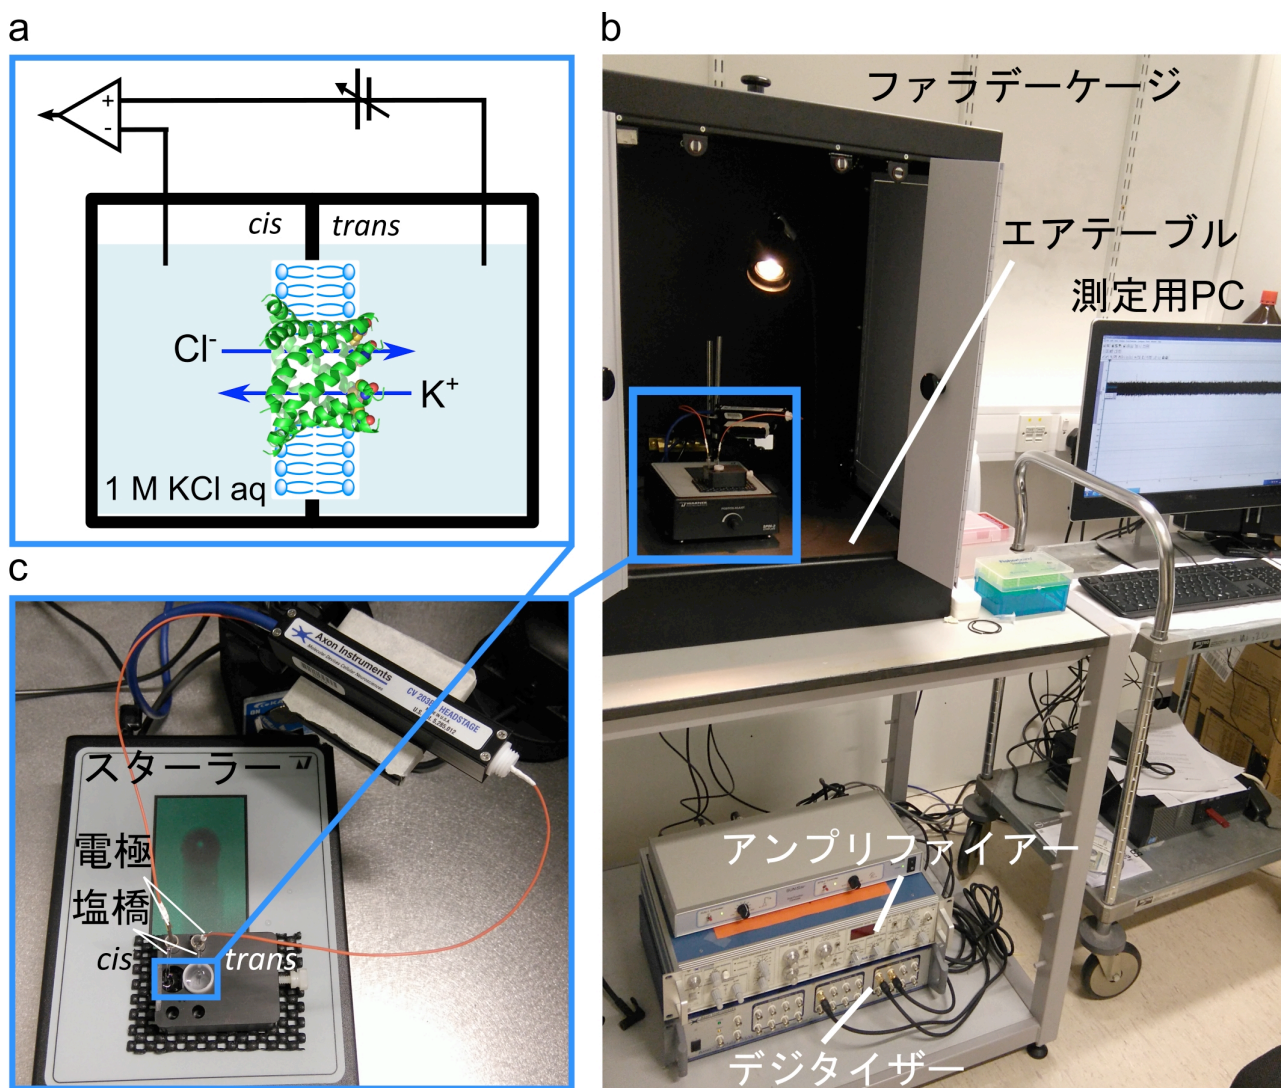 a
+
-
cis
trans
Cl-
K+
1 M KCl aq
b
ファラデーケージ
エアテーブル
測定用PC
アンプリファイアー
デジタイザー
c
Axon Instruments
CV 203BU HEADSTAGE
スターラー
電極
塩橋
cis
trans